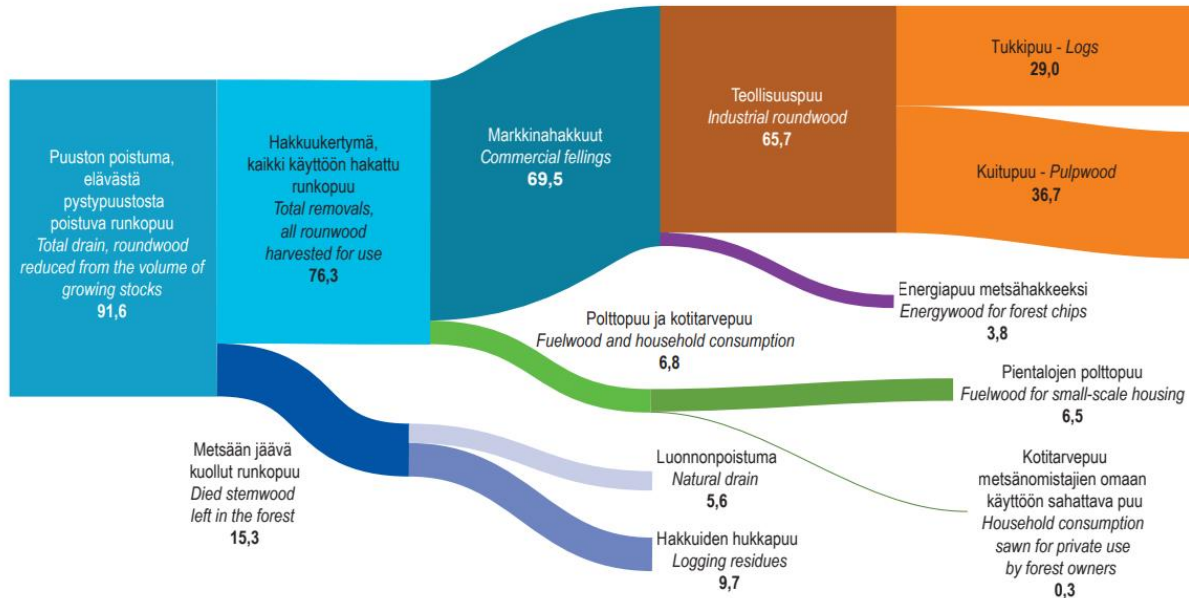 Puuston poistuma,
elävästä
pystypuustosta
poistuva runkopuu
Total drain, roundwood
reduced from the volume of
growing stocks
91,6
Hakkuukertymä,
kaikki käyttöön hakattu
runkopuu
Total removals,
all rounwood
harvested for use
76,3
Markkinahakkuut
Commercial fellings
69,5
Teollisuuspuu
Industrial roundwood
65,7
Tukkipuu - Logs
29,0
Kuitupuu - Pulpwood
36,7
Energiapuu metsähakkeeksi
Energywood for forest chips
3,8
Polttopuu ja kotitarvepuu
Fuelwood and household consumption
6,8
Pientalojen polttopuu
Fuelwood for small-scale housing
6,5
Kotitarvepuu
metsänomistajien omaan
käyttöön sahattava puu
Household consumption
sawn for private use
by forest owners
0,3
Metsään jäävä
kuollut runkopuu
Died stemwood
left in the forest
15,3
Luonnonpoistuma
Natural drain
5,6
Hakkuiden hukkapuu
Logging residues
9,7